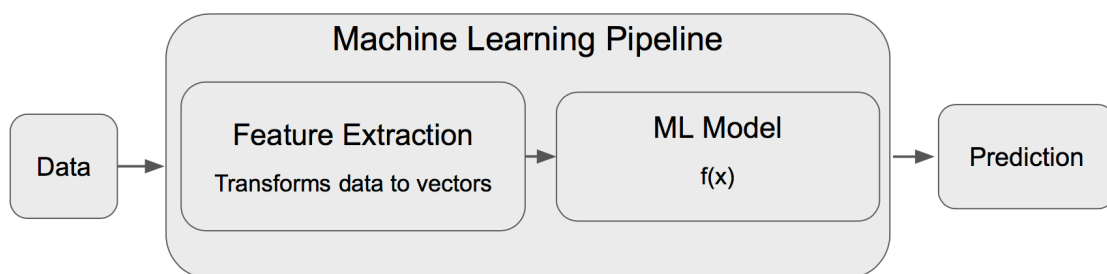 Machine Learning Pipeline
Data
Feature Extraction
Transforms data to vectors
ML Model
f(x)
Prediction